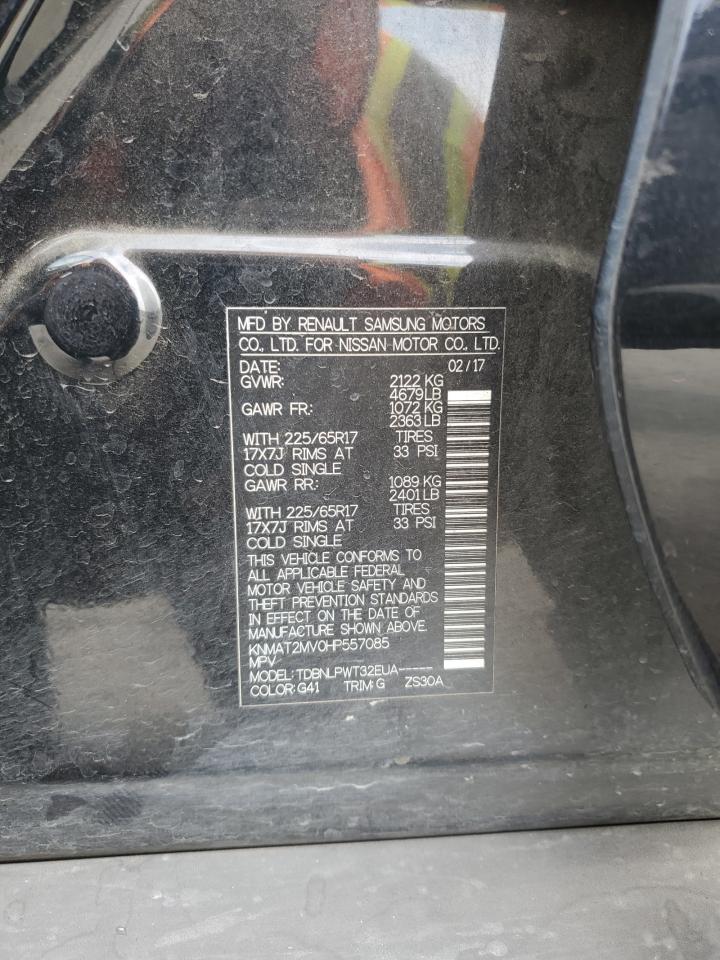 MFD BY RENAULT SAMSUNG MOTORS
CO., LTD. FOR NISSAN MOTOR CO., LTD.
DATE: 02/17
GVWR: 2122 KG
4679LB
GAWR FR: 1072 KG
2363LB
WITH 225/65R17 TIRES
17X7J RIMS AT 33 PSI
COLD SINGLE
GAWR RR: 1089 KG
2401LB
WITH 225/65R17 TIRES
17X7J RIMS AT 33 PSI
COLD SINGLE
THIS VEHICLE CONFORMS TO
ALL APPLICABLE FEDERAL
MOTOR VEHICLE SAFETY AND
THEFT PREVENTION STANDARDS
IN EFFECT ON THE DATE OF
MANUFACTURE SHOWN ABOVE.
KNMAT2MV0HP557085
MPV
MODEL: TDBNLPWT32EUA-----
COLOR: G41 TRIM: G ZS30A